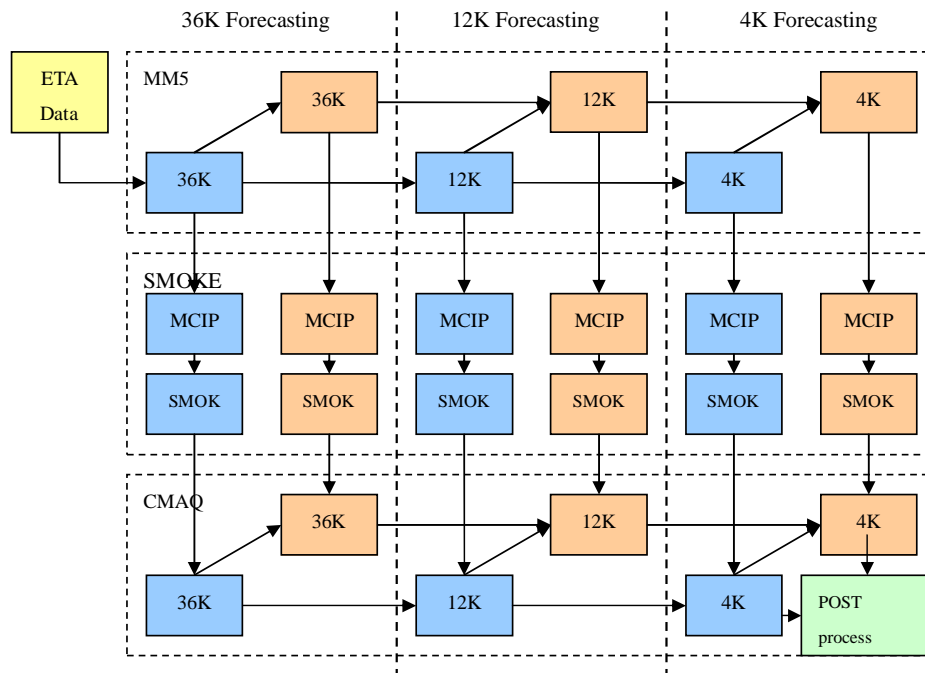 36K Forecasting
12K Forecasting
4K Forecasting
ETA
Data
MM5
36K
12K
4K
36K
12K
4K
SMOKE
MCIP
MCIP
MCIP
MCIP
MCIP
MCIP
SMOK
SMOK
SMOK
SMOK
SMOK
SMOK
CMAQ
36K
12K
4K
36K
12K
4K
POST
process